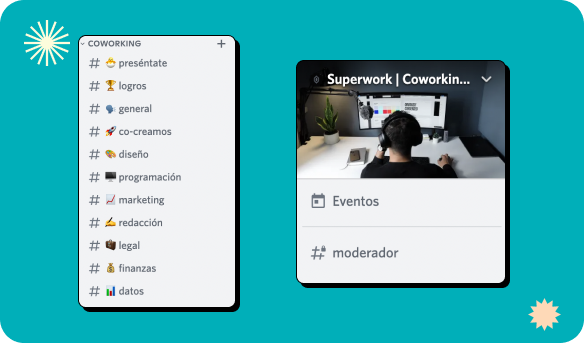 COWORKING
# 🐣 preséntate
# 🏆 logros
# 🗣️ general
# 🚀 co-creamos
# 🎨 diseño
# 🖥️ programación
# 📈 marketing
# ✍️ redacción
# 💼 legal
# 💰 finanzas
# 📊 datos
Superwork | Coworkin...
Eventos
# moderador